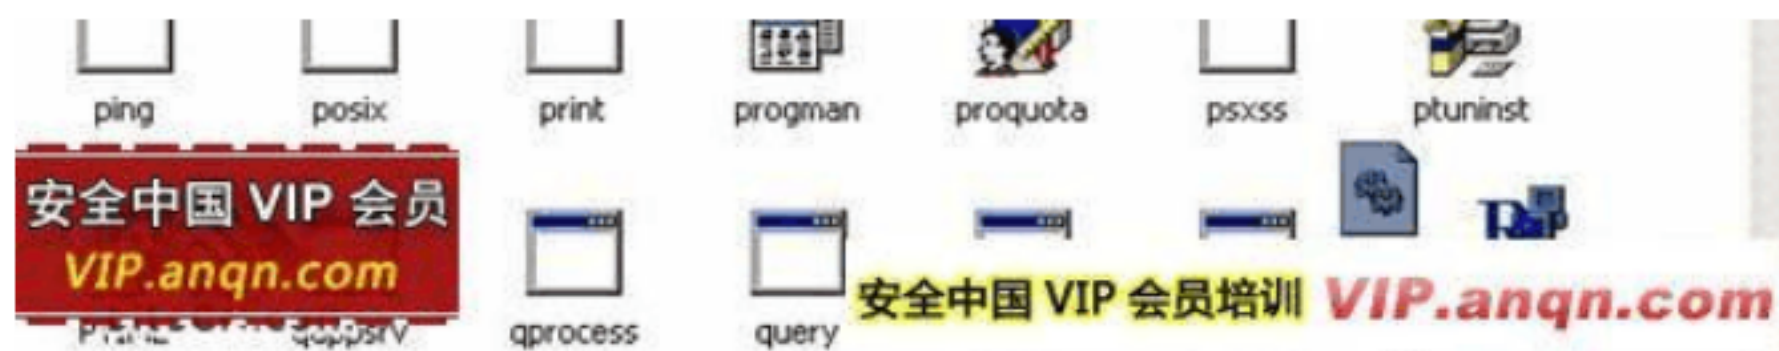 ping posix print progman proquota psxss ptuninst
安全中国 VIP 会员
VIP.anqn.com
安全中国 VIP 会员培训 VIP.anqn.com
qprocess query